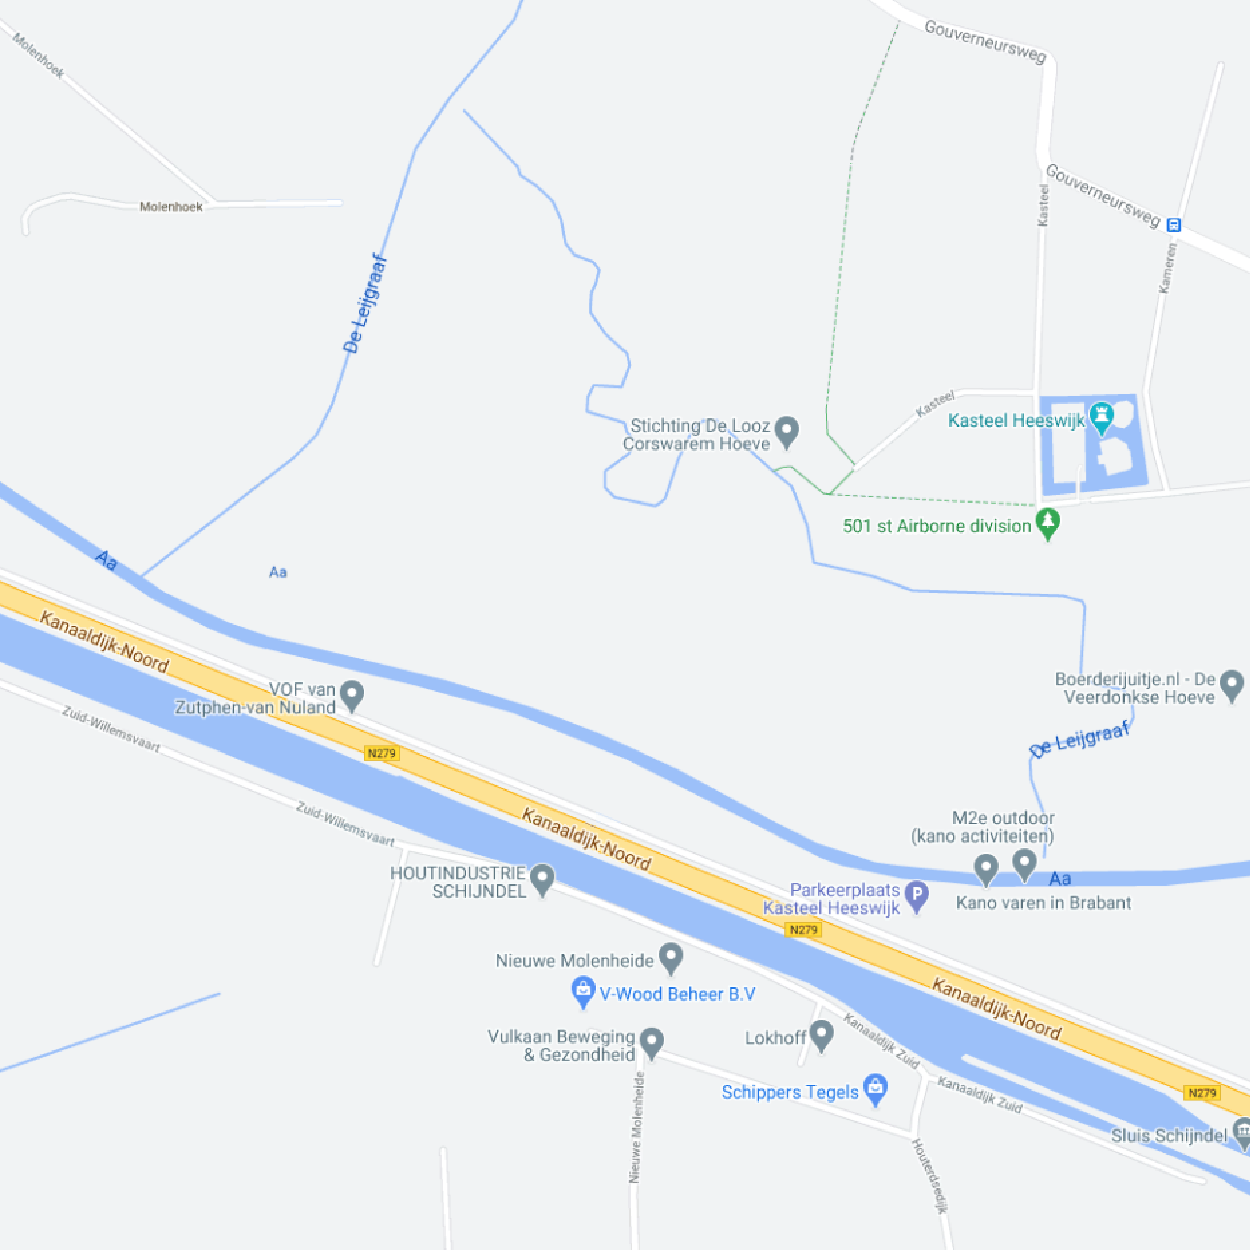 Gouverneursweg
Molenhoek
Gouverneursweg
Kasteel
Molenhoek
Kameren
De Leijgraaf
Kasteel
Kasteel Heeswijk
Stichting De Looz
Corswarem Hoeve
501 st Airborne division
Aa
Aa
Kanaaldijk-Noord
Boerderijuitje.nl - De
Veerdonkse Hoeve
VOF van
Zutphen-van Nuland
Zuid-Willemsvaart
De Leijgraaf
N279
Zuid-Willemsvaart
Kanaaldijk-Noord
M2e outdoor
(kano activiteiten)
HOUTINDUSTRIE
SCHIJNDEL
Aa
Parkeerplaats
Kasteel Heeswijk
P
Kano varen in Brabant
N279
Nieuwe Molenheide
V-Wood Beheer B.V
Kanaaldijk-Noord
Vulkaan Beweging
& Gezondheid
Lokhoff
Kanaaldijk Zuid
Schippers Tegels
Kanaaldijk Zuid
N279
Nieuwe Molenheide
Sluis Schijndel
Houterdsedijk